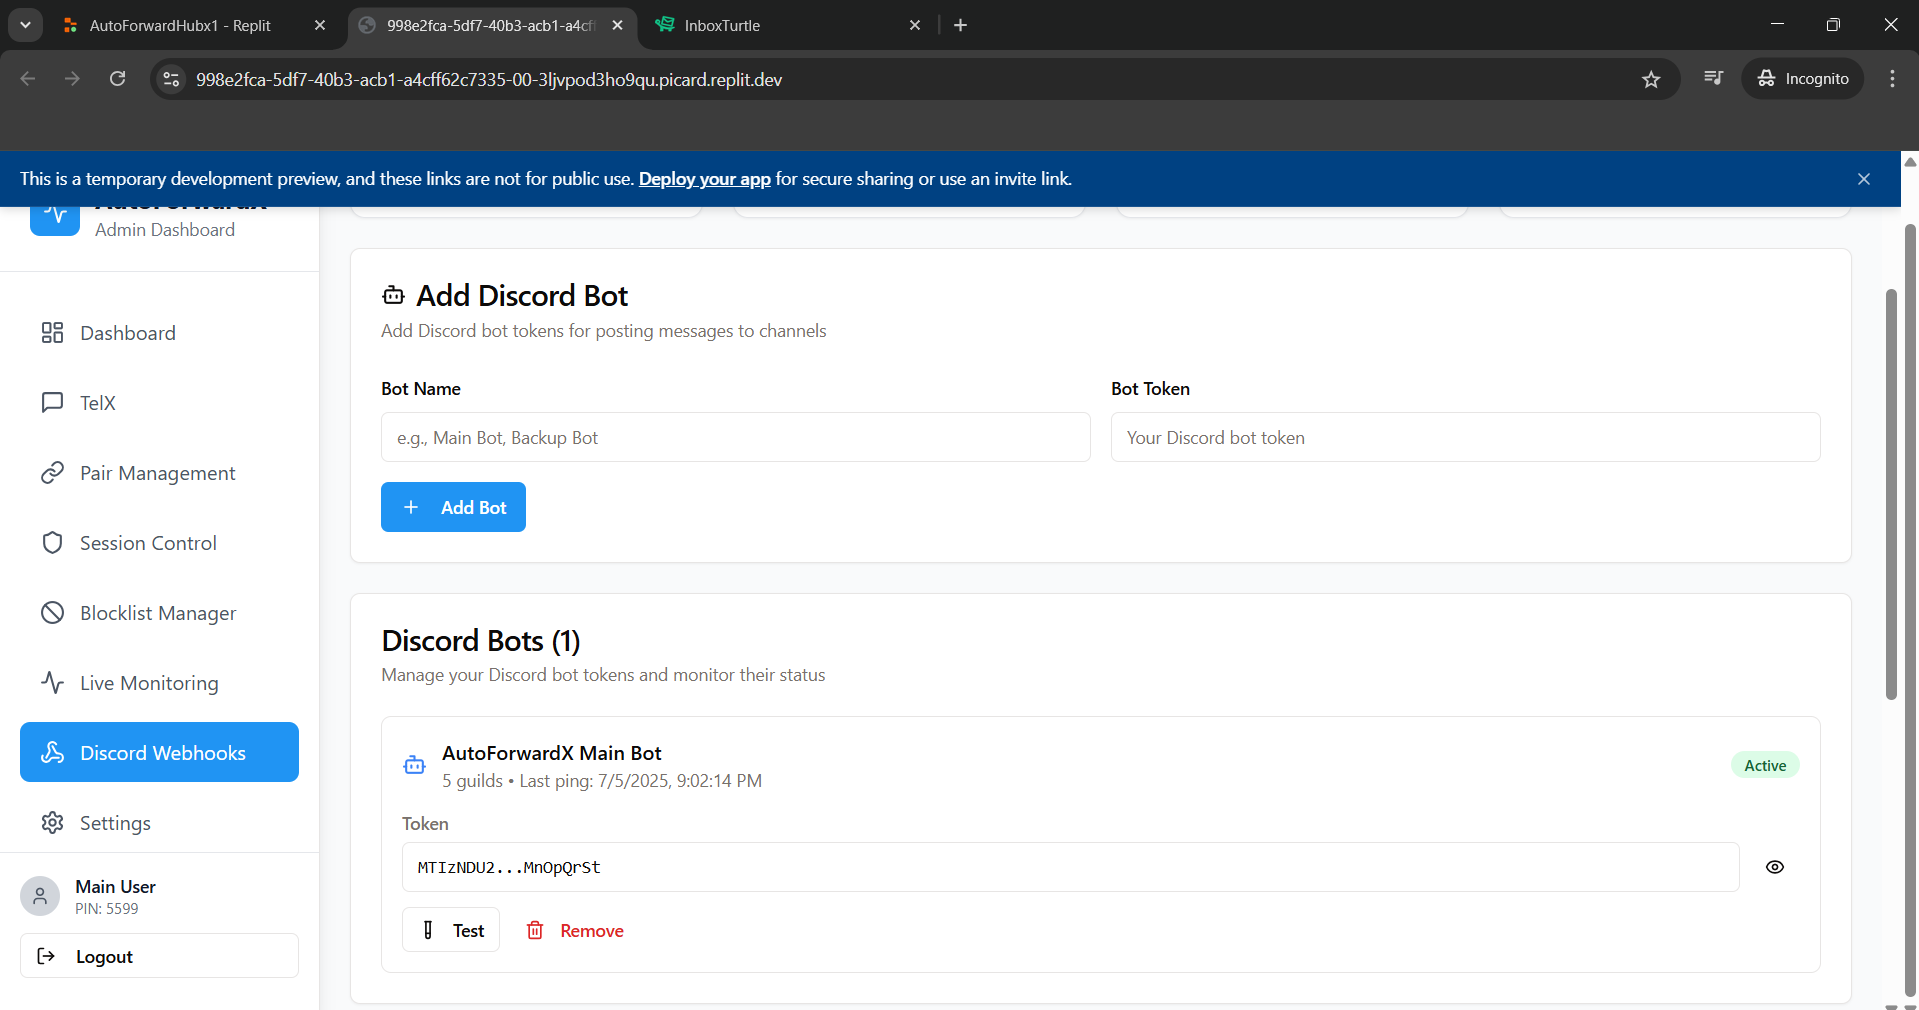 AutoForwardHubx1 - Replit
998e2fca-5df7-40b3-acb1-a4cff
InboxTurtle
998e2fca-5df7-40b3-acb1-a4cff62c7335-00-3ljvpod3ho9qu.picard.replit.dev
Incognito
This is a temporary development preview, and these links are not for public use. Deploy your app for secure sharing or use an invite link.
AutoForwardX
Admin Dashboard
Dashboard
TelX
Pair Management
Session Control
Blocklist Manager
Live Monitoring
Discord Webhooks
Settings
Main User
PIN: 5599
Logout
Add Discord Bot
Add Discord bot tokens for posting messages to channels
Bot Name
Bot Token
e.g., Main Bot, Backup Bot
Your Discord bot token
Add Bot
Discord Bots (1)
Manage your Discord bot tokens and monitor their status
AutoForwardX Main Bot
5 guilds • Last ping: 7/5/2025, 9:02:14 PM
Active
Token
MTIzNDU2...MnOpQrSt
Test
Remove